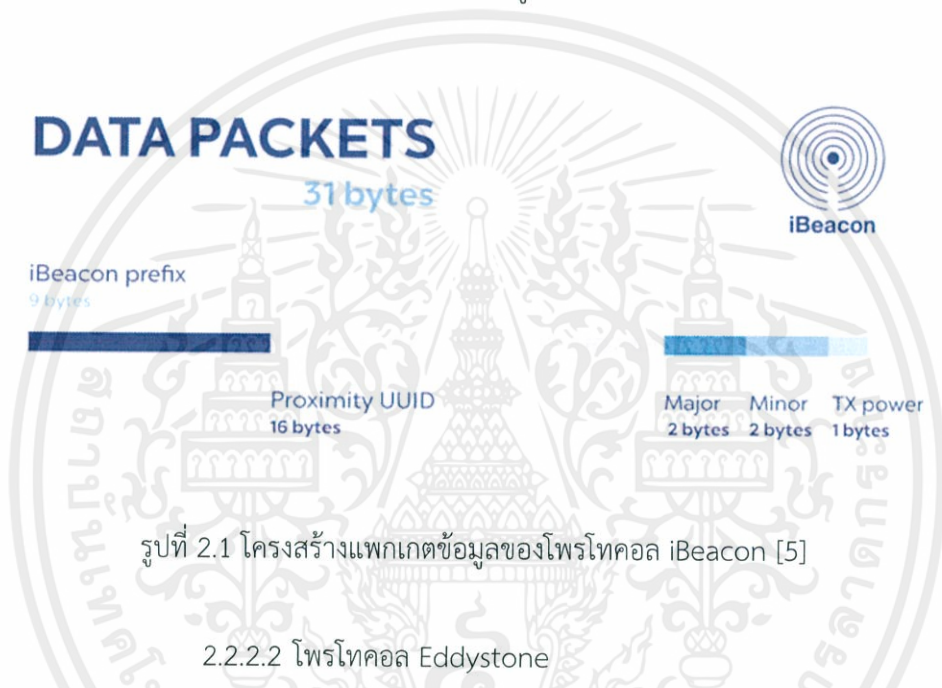 DATA PACKETS
31 bytes
iBeacon
iBeacon prefix
9 bytes
Proximity UUID
16 bytes
Major Minor TX power
2 bytes 2 bytes 1 bytes
รูปที่ 2.1 โครงสร้างแพกเกตข้อมูลของโพรโทคอล iBeacon [5]
2.2.2.2 โพรโทคอล Eddystone